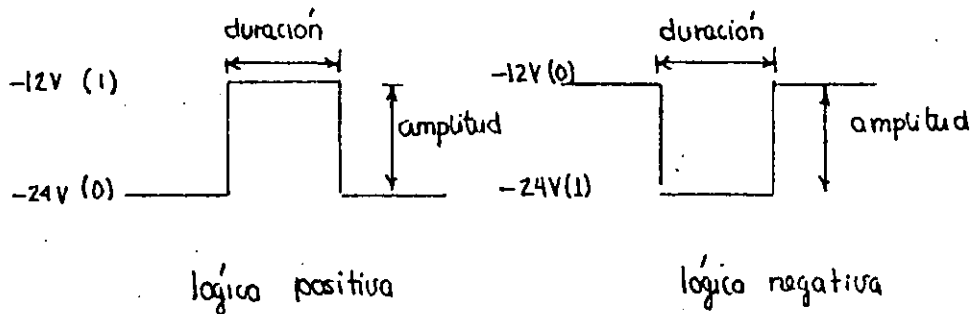 duración
-12V (1)
amplitud
-24V (0)
lógica positiva
duración
-12V (0)
amplitud
-24V (1)
lógica negativa